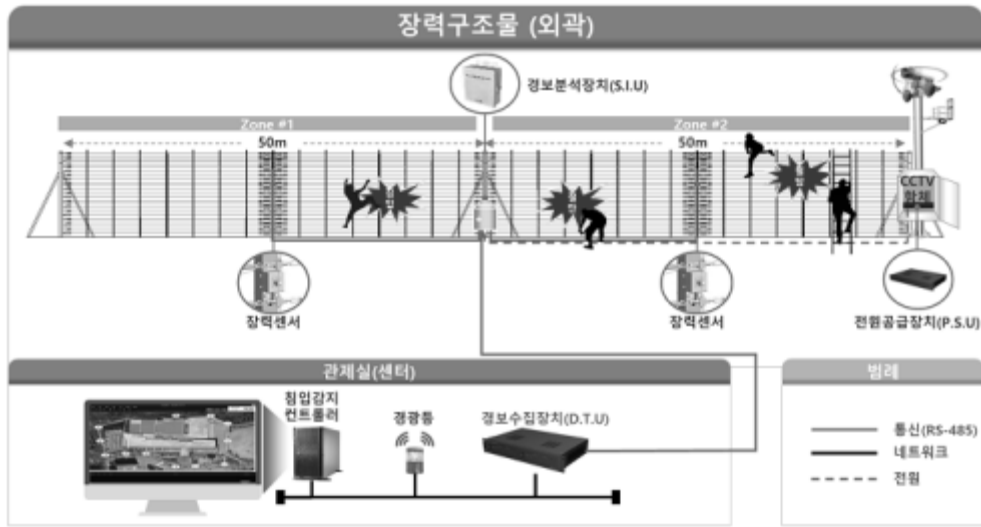 장력구조물 (외곽)
경보분석장치(S.I.U)
Zone #1
Zone #2
50m
50m
CCTV
함체
장력센서
장력센서
전원공급장치(P.S.U)
관제실(센터)
범례
침입감지
컨트롤러
경광등
경보수집장치(D.T.U)
통신(RS-485)
네트워크
전원